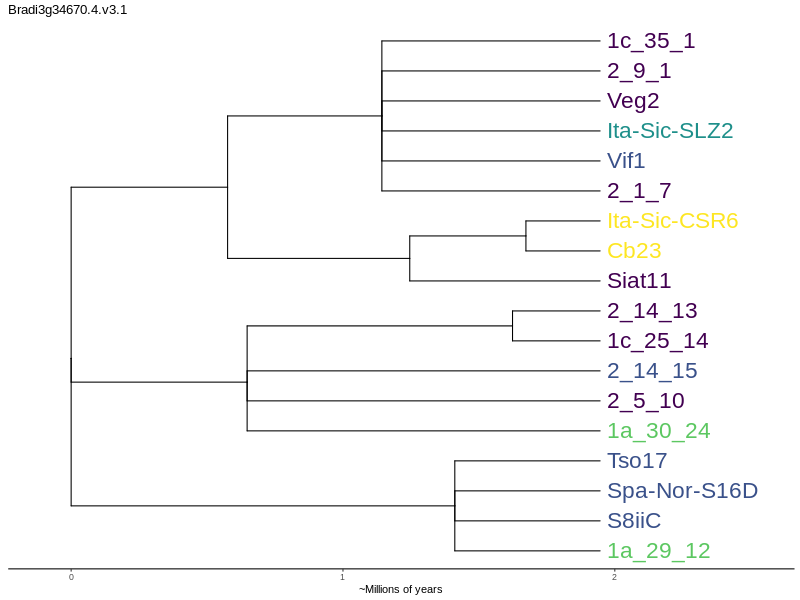 Bradi3g34670.4.v3.1
1c_35_1
2_9_1
Veg2
Ita-Sic-SLZ2
Vif1
2_1_7
Ita-Sic-CSR6
Cb23
Siat11
2_14_13
1c_25_14
2_14_15
2_5_10
1a_30_24
Tso17
Spa-Nor-S16D
S8iiC
1a_29_12
0 1 2
~Millions of years